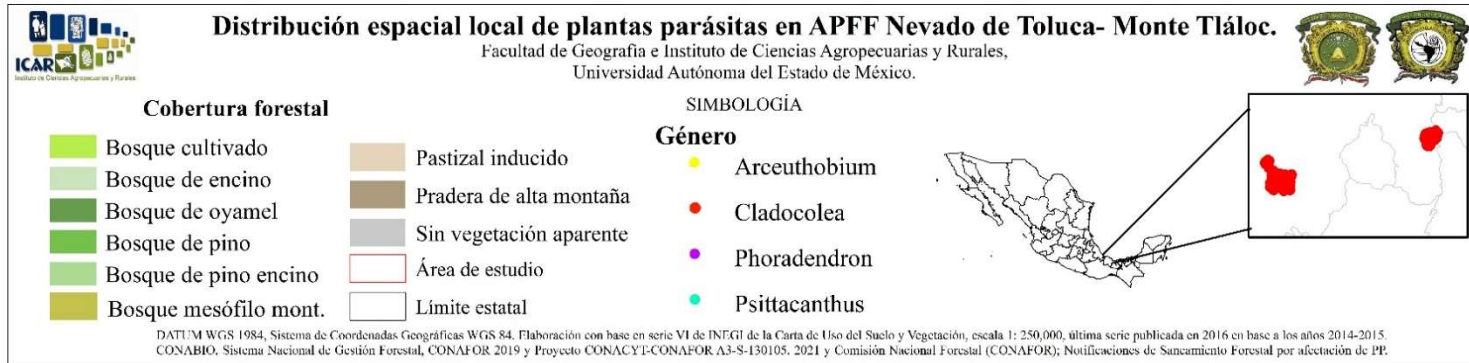 Distribución espacial local de plantas parásitas en APFF Nevado de Toluca- Monte Tláloc.
Facultad de Geografía e Instituto de Ciencias Agropecuarias y Rurales,
Universidad Autónoma del Estado de México.
ICAR
Instituto de Ciencias Agropecuarias y Rurales
SIMBOLOGÍA
Cobertura forestal
Bosque cultivado
Bosque de encino
Bosque de oyamel
Bosque de pino
Bosque de pino encino
Bosque mesófilo mont.
Pastizal inducido
Pradera de alta montaña
Sin vegetación aparente
Área de estudio
Límite estatal
Género
Arceuthobium
Cladocolea
Phoradendron
Psittacanthus
DATUM WGS 1984, Sistema de Coordenadas Geográficas WGS 84. Elaboración con base en serie VI de INEGI de la Carta de Uso del Suelo y Vegetación, escala 1: 250,000, última serie publicada en 2016 en base a los años 2014-2015.
CONABIO. Sistema Nacional de Gestión Forestal, CONAFOR 2019 y Proyecto CONACYT-CONAFOR A3-S-130105. 2021 y Comisión Nacional Forestal (CONAFOR); Notificaciones de Saneamiento Forestal por afectación de PP.